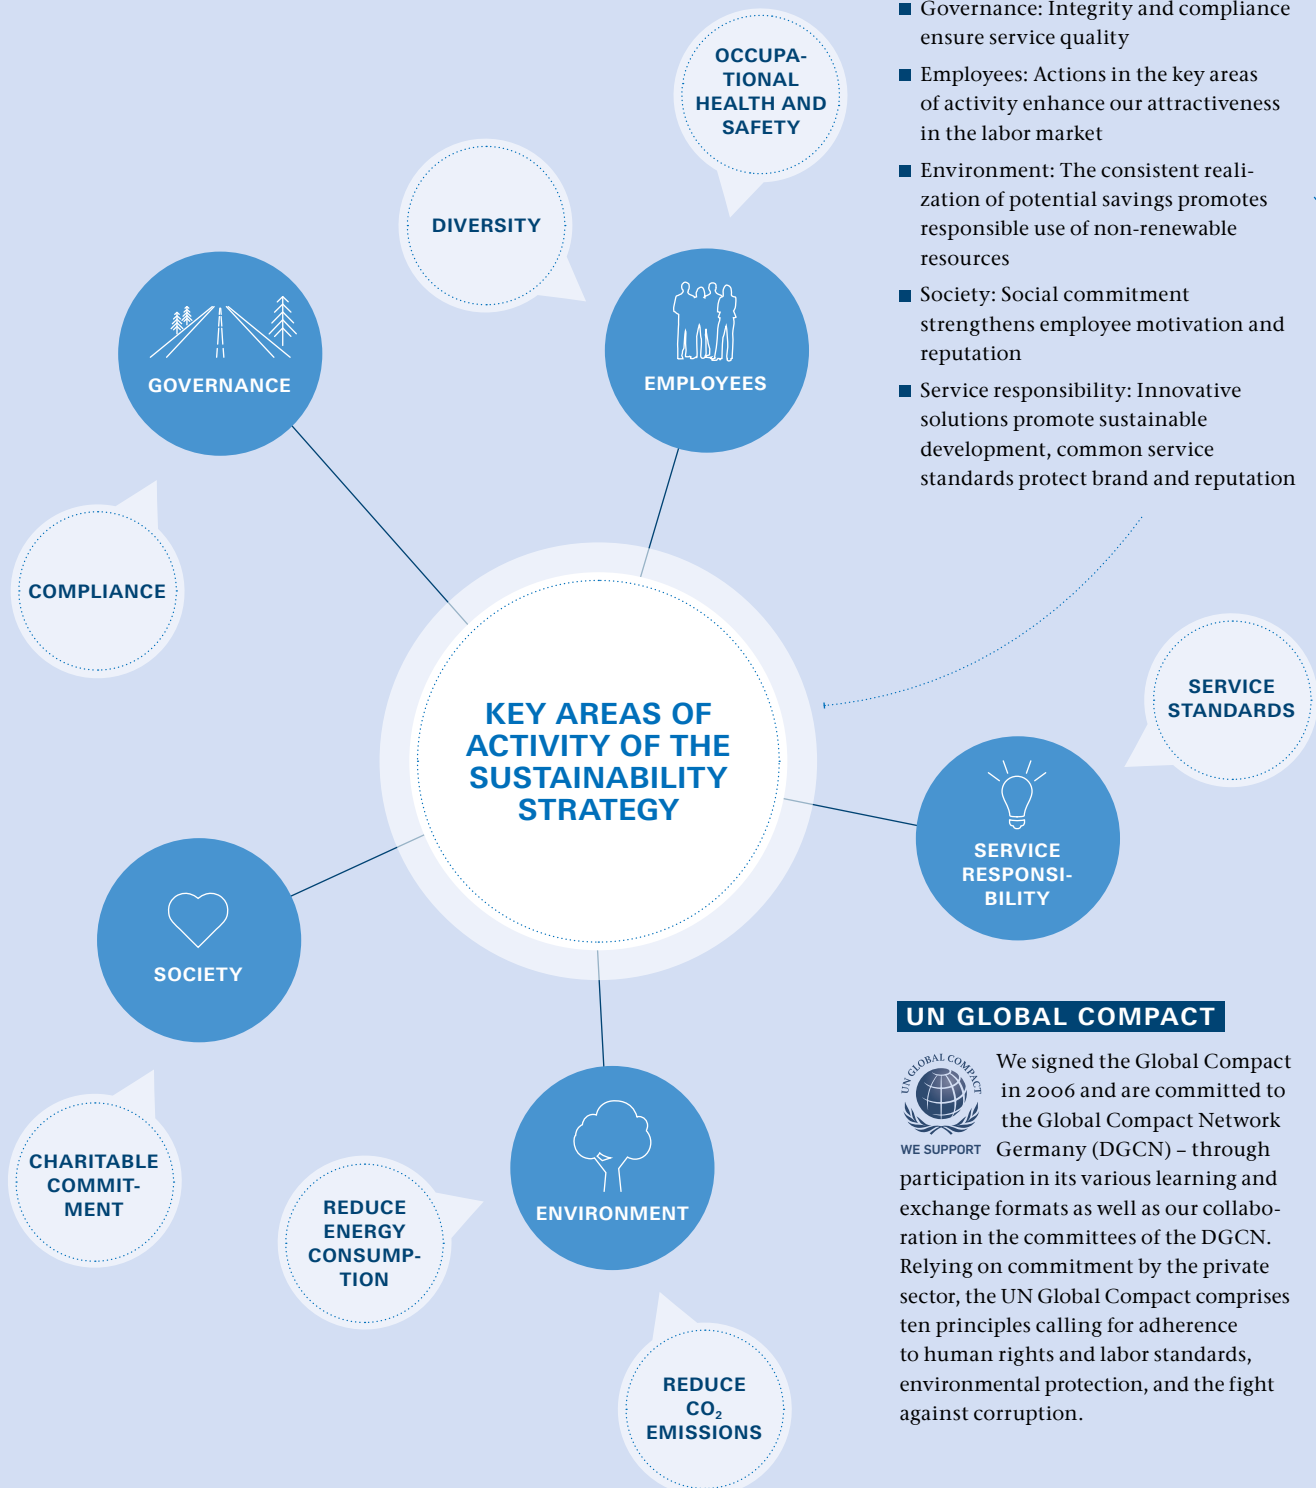 Governance: Integrity and compliance
ensure service quality
Employees: Actions in the key areas
of activity enhance our attractiveness
in the labor market
Environment: The consistent reali-
zation of potential savings promotes
responsible use of non-renewable
resources
Society: Social commitment
strengthens employee motivation and
reputation
Service responsibility: Innovative
solutions promote sustainable
development, common service
standards protect brand and reputation
OCCUPA-
TIONAL
HEALTH AND
SAFETY
DIVERSITY
GOVERNANCE
EMPLOYEES
COMPLIANCE
KEY AREAS OF
ACTIVITY OF THE
SUSTAINABILITY
STRATEGY
SERVICE
STANDARDS
SERVICE
RESPONSI-
BILITY
SOCIETY
CHARITABLE
COMMIT-
MENT
REDUCE
ENERGY
CONSUMP-
TION
ENVIRONMENT
REDUCE
CO₂
EMISSIONS
UN GLOBAL COMPACT
UN GLOBAL COMPACT
WE SUPPORT
We signed the Global Compact
in 2006 and are committed to
the Global Compact Network
Germany (DGCN) – through
participation in its various learning and
exchange formats as well as our collabo-
ration in the committees of the DGCN.
Relying on commitment by the private
sector, the UN Global Compact comprises
ten principles calling for adherence
to human rights and labor standards,
environmental protection, and the fight
against corruption.